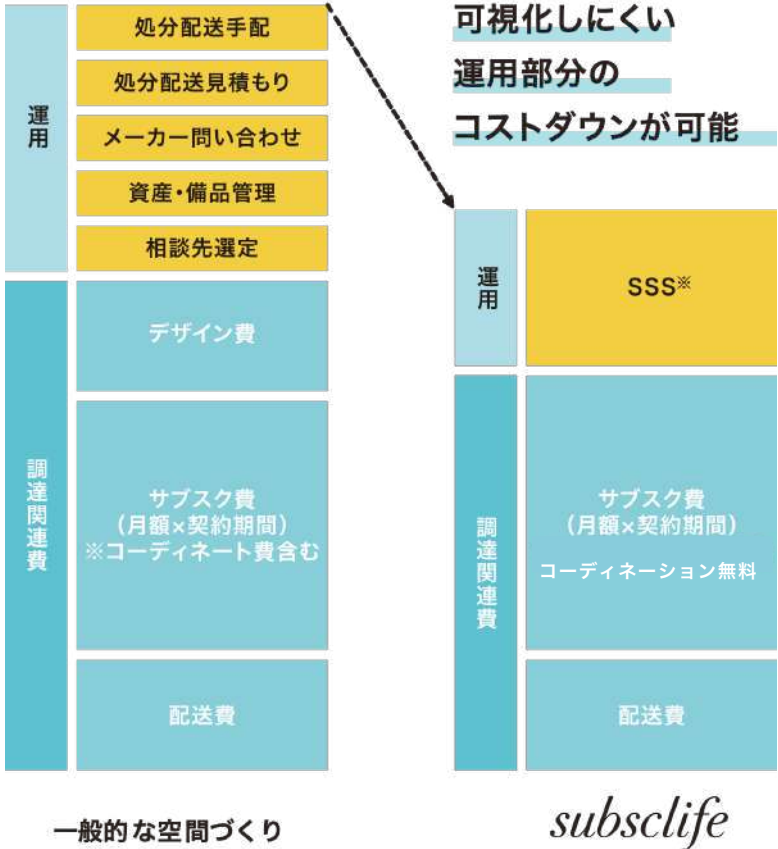 可視化しにくい
運用部分の
コストダウンが可能
運用
処分配送手配
処分配送見積もり
メーカー問い合わせ
資産・備品管理
相談先選定
調達関連費
デザイン費
サブスク費
(月額×契約期間)
※コーディネート費含む
配送費
一般的な空間づくり
運用
SSS※
調達関連費
サブスク費
(月額×契約期間)
コーディネーション無料
配送費
subsclife